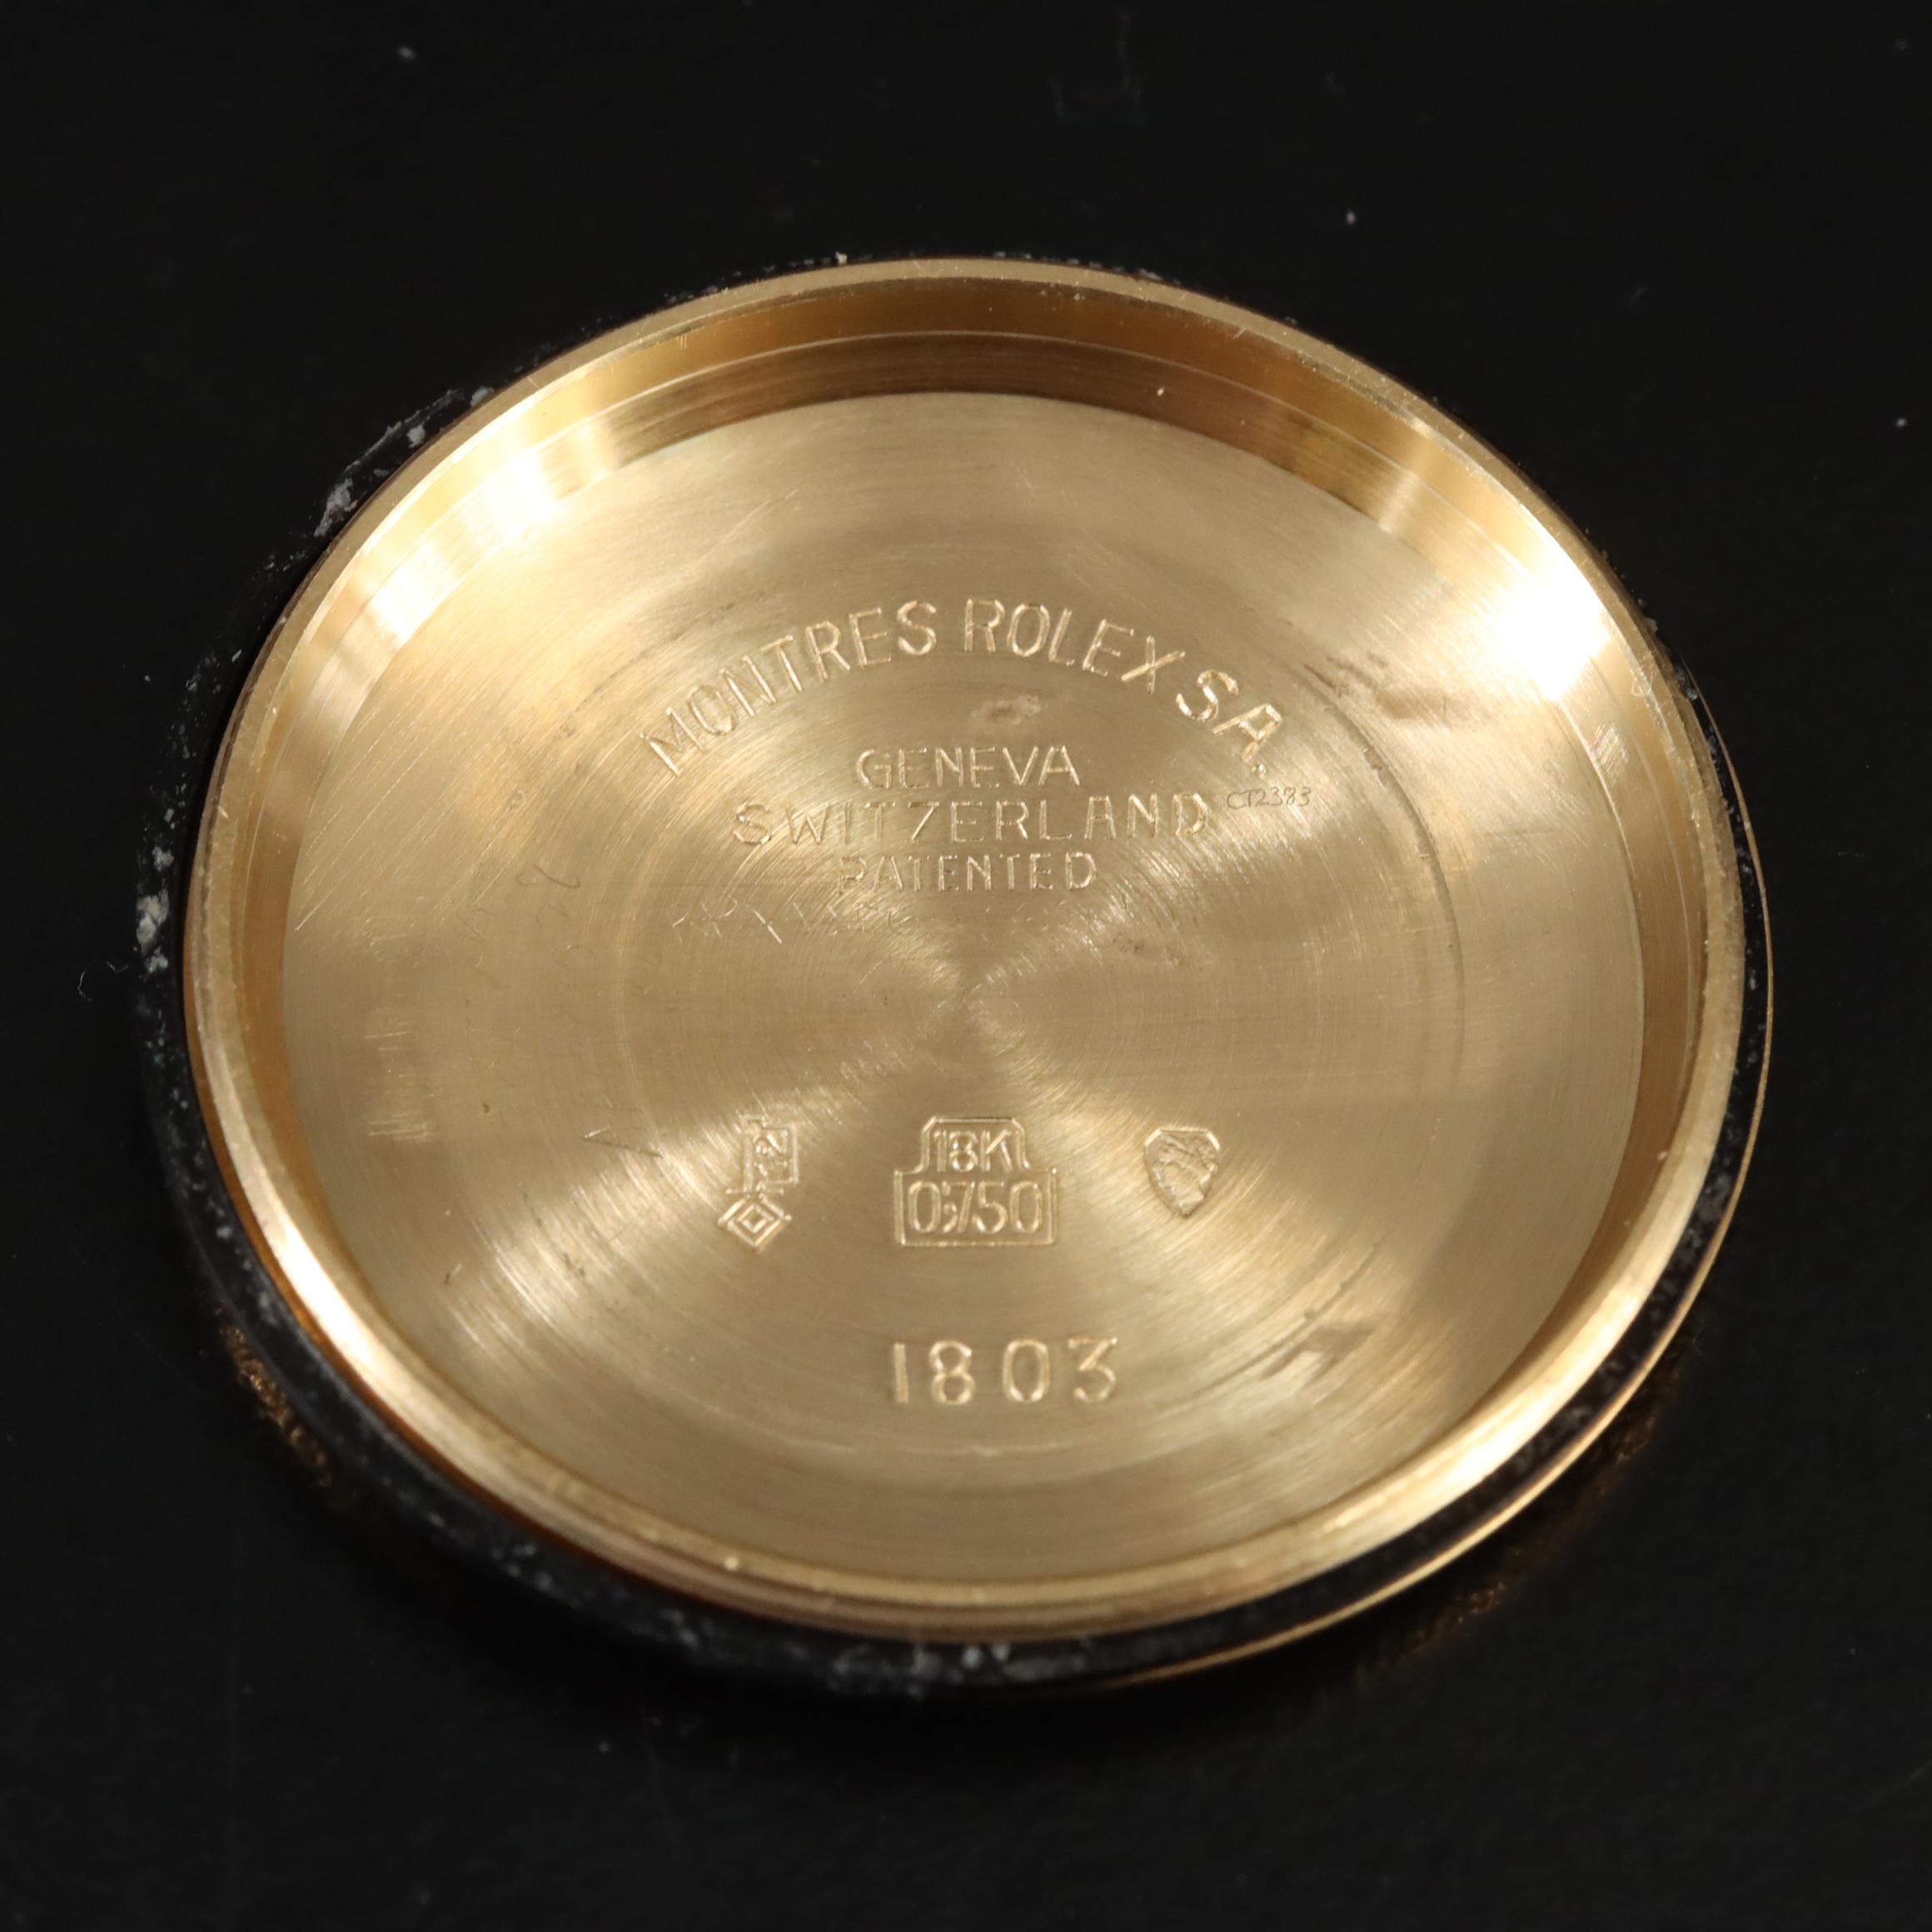 MONTRES ROLEX S.A.
GENEVA
SWITZERLAND
CT2383
PATENTED
18K
0,750
1803